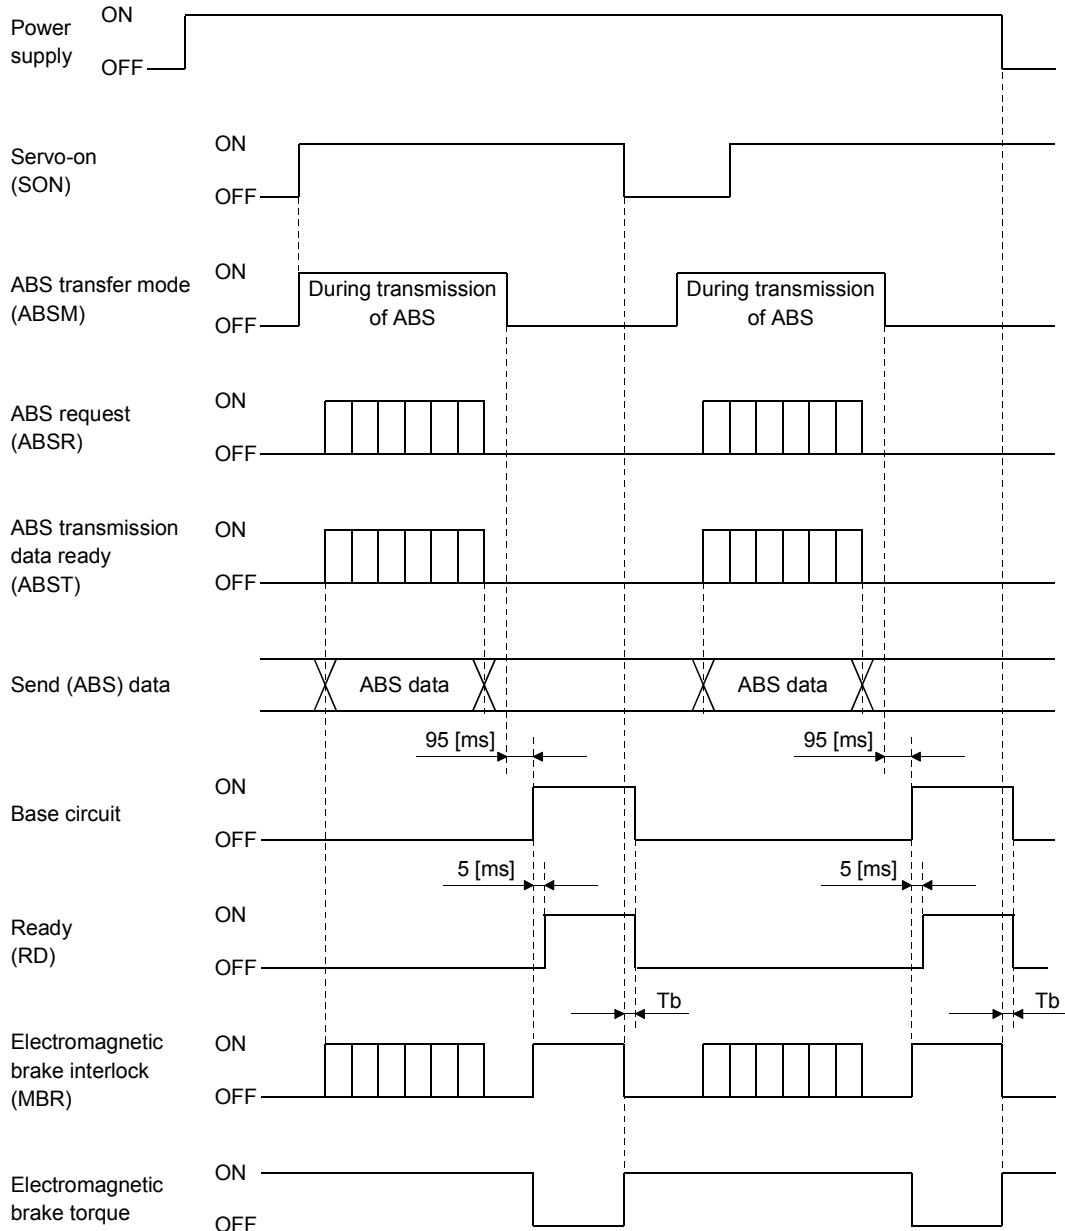 ON
Power
supply
OFF
ON
Servo-on
(SON)
OFF
ON
ABS transfer mode
(ABSM)
OFF
During transmission
of ABS
During transmission
of ABS
ON
ABS request
(ABSR)
OFF
ABS transmission
data ready
(ABST)
ON
OFF
Send (ABS) data
ABS data
ABS data
95 [ms]
95 [ms]
ON
Base circuit
OFF
5 [ms]
5 [ms]
ON
Ready
(RD)
OFF
Tb
Tb
Electromagnetic
brake interlock
(MBR)
ON
OFF
ON
Electromagnetic
brake torque
OFF